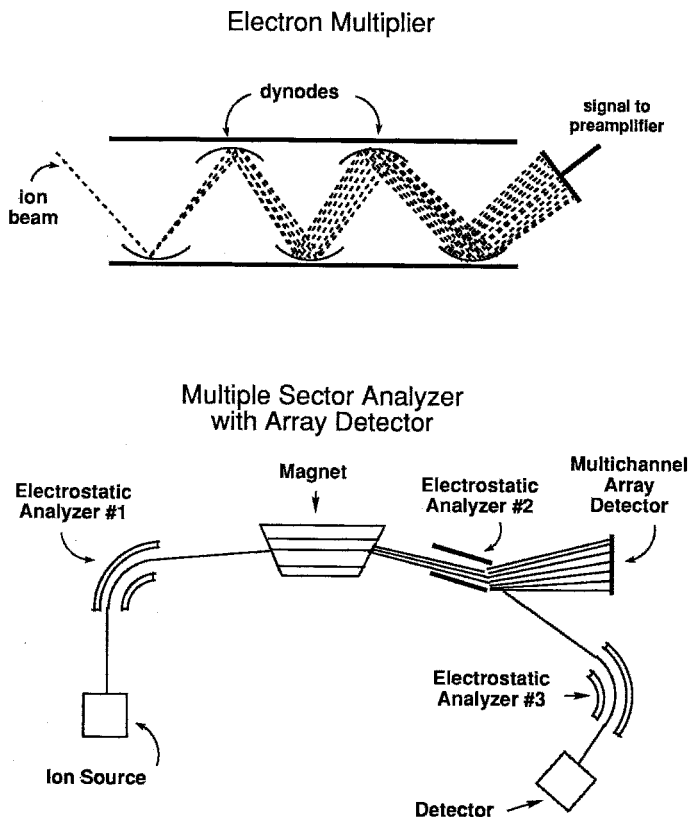 Electron Multiplier
dynodes
signal to
preamplifier
ion
beam
Multiple Sector Analyzer
with Array Detector
Magnet
Multichannel
Array
Detector
Electrostatic
Analyzer #1
Electrostatic
Analyzer #2
Electrostatic
Analyzer #3
Ion Source
Detector